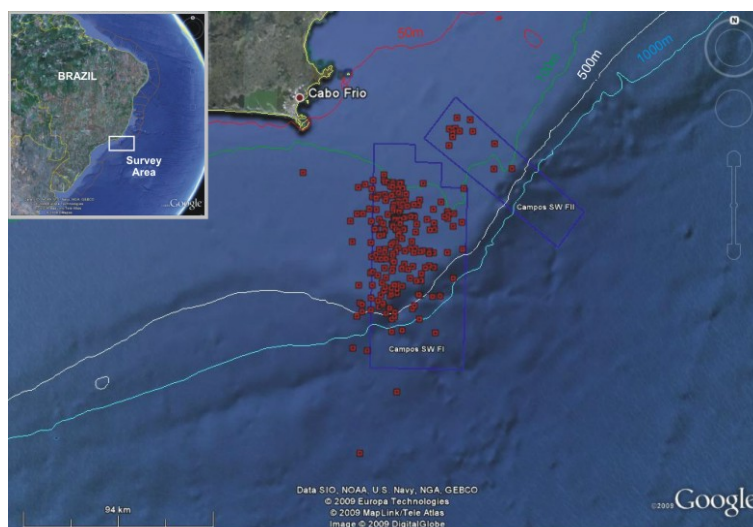 BRAZIL
Survey
Area
Google
50m
500m
1000m
N
Cabo Frio
Campos SW FII
Campos SW FI
Data SIO, NOAA, U.S. Navy, NGA, GEBCO
© 2009 Europa Technologies
© 2009 MapLink/Tele Atlas
Image © 2009 DigitalGlobe
94 km
©2009 Google